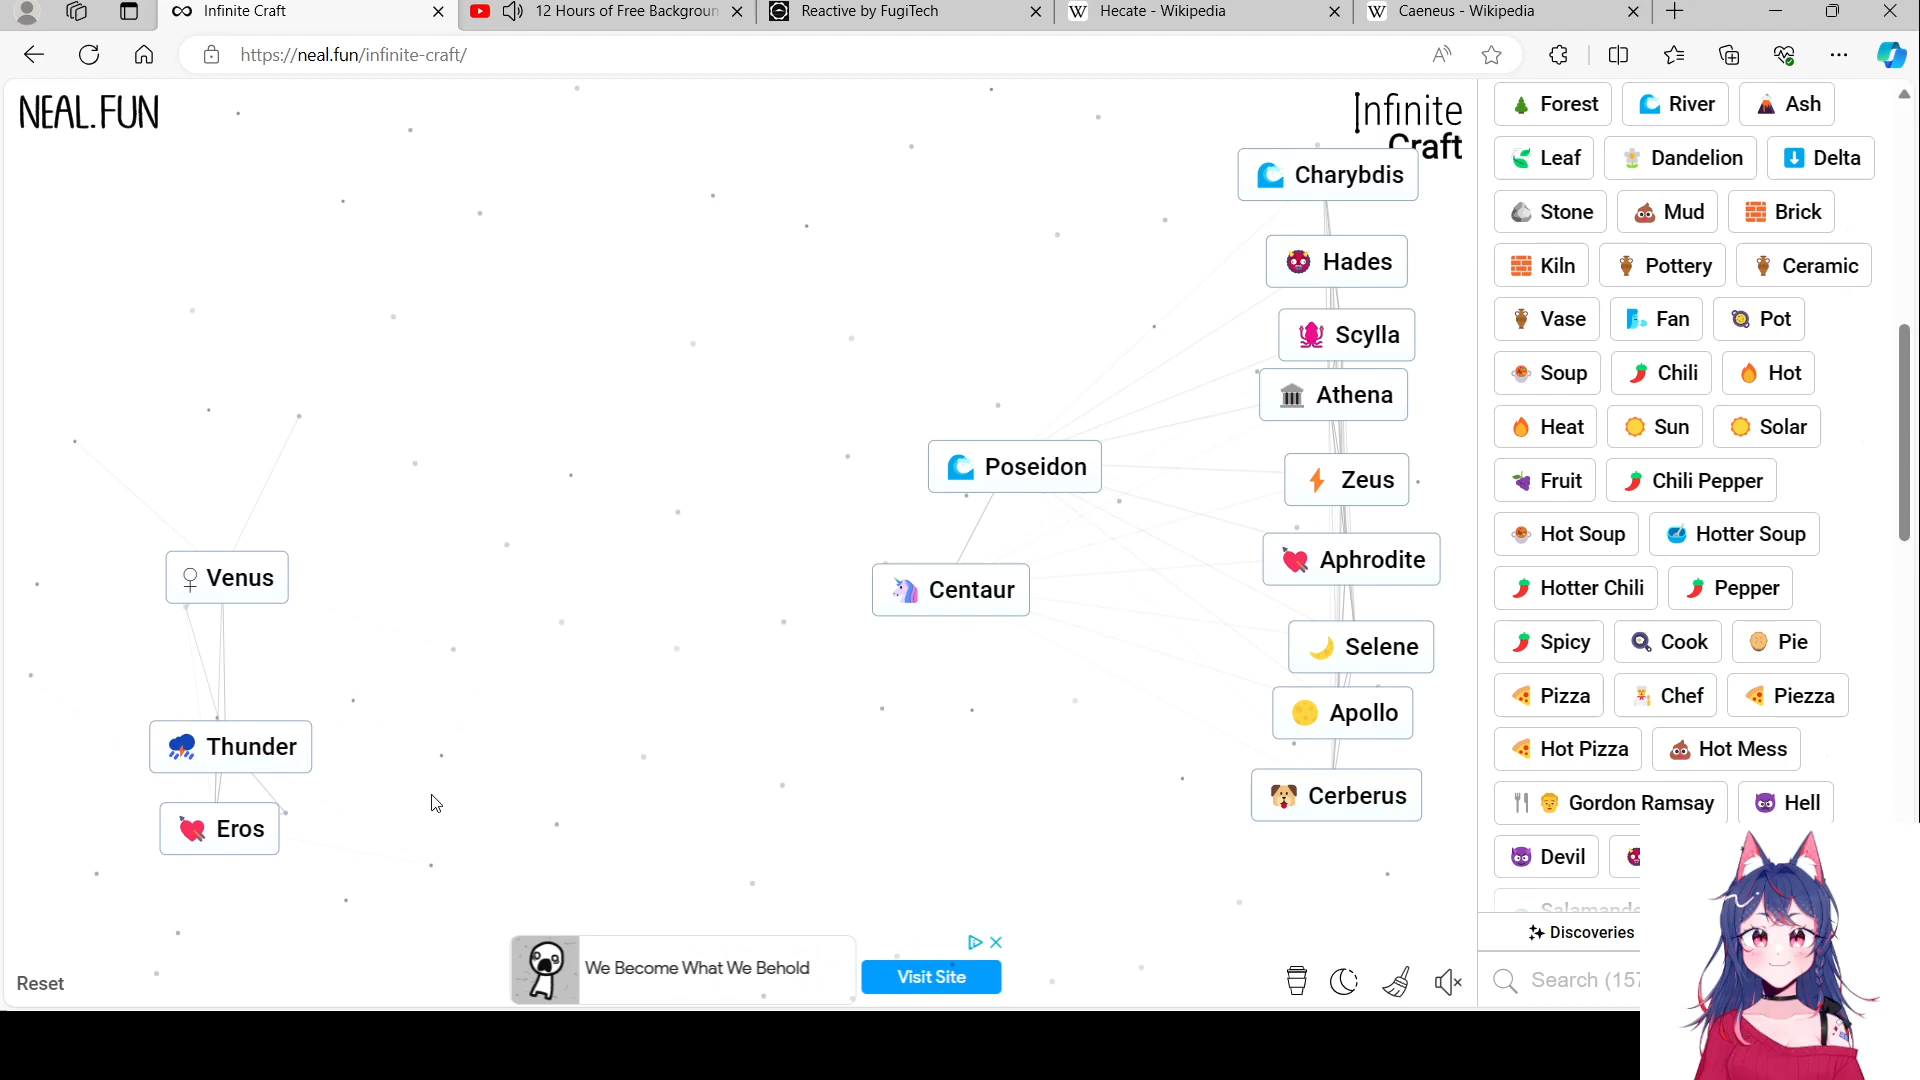 Infinite Craft
12 Hours of Free Backgroun
Reactive by FugiTech
W Hecate - Wikipedia
W Caeneus - Wikipedia
https://neal.fun/infinite-craft/
NEAL.FUN
Infinite
Craft
Charybdis
Hades
Scylla
Athena
Poseidon
Zeus
Aphrodite
Centaur
Venus
Selene
Apollo
Thunder
Cerberus
Eros
Forest River Ash
Leaf Dandelion Delta
Stone Mud Brick
Kiln Pottery Ceramic
Vase Fan Pot
Soup Chili Hot
Heat Sun Solar
Fruit Chili Pepper
Hot Soup Hotter Soup
Hotter Chili Pepper
Spicy Cook Pie
Pizza Chef Piezza
Hot Pizza Hot Mess
Gordon Ramsay Hell
Devil
Discoveries
Search (157
We Become What We Behold
Visit Site
Reset